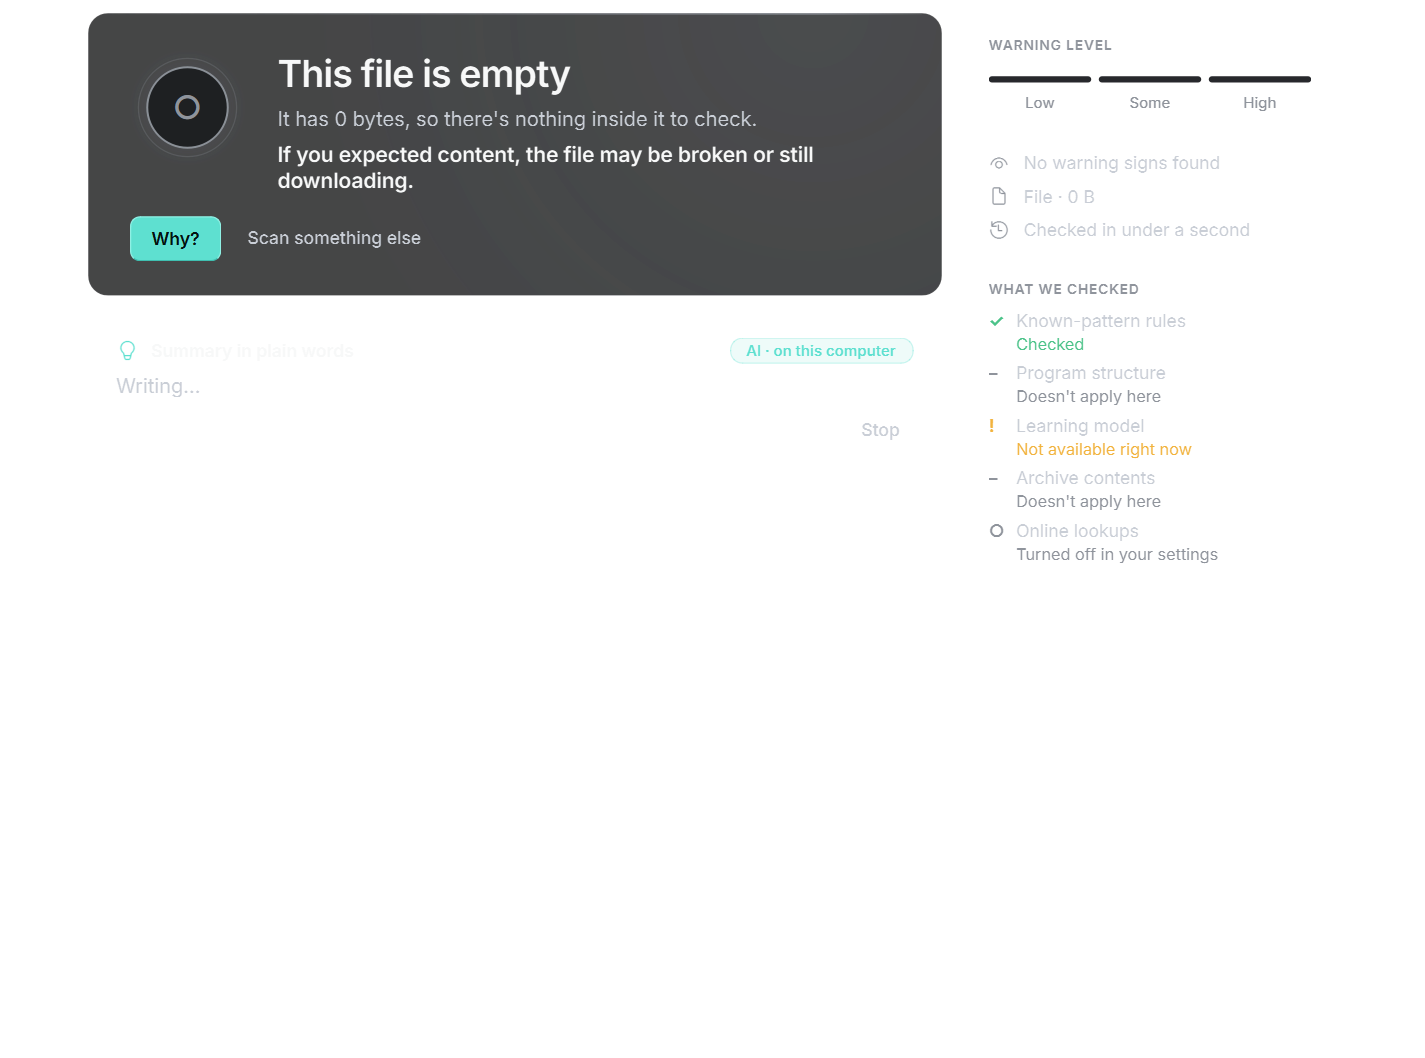 This file is empty
It has 0 bytes, so there's nothing inside it to check.
If you expected content, the file may be broken or still
downloading.
Why?
Scan something else
Summary in plain words
AI · on this computer
Writing...
Stop
WARNING LEVEL
Low
Some
High
No warning signs found
File · 0 B
Checked in under a second
WHAT WE CHECKED
Known-pattern rules
Checked
Program structure
Doesn't apply here
Learning model
Not available right now
Archive contents
Doesn't apply here
Online lookups
Turned off in your settings